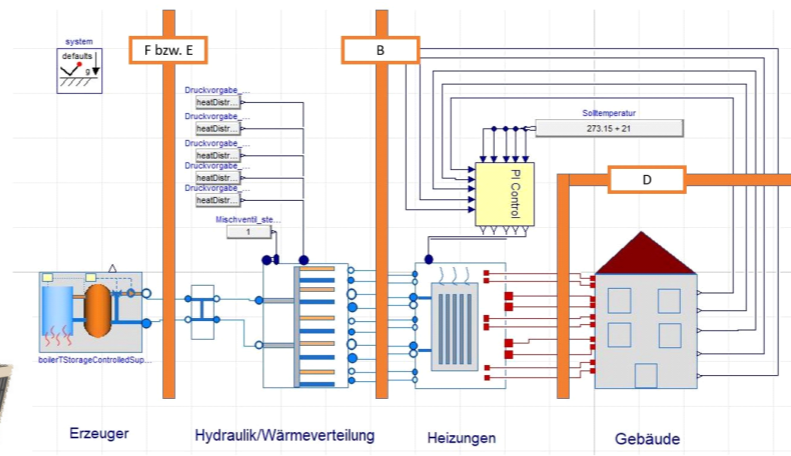 system
defaults
g
F bzw. E
B
Druckvorgabe_...
heatDistr...
Druckvorgabe_...
heatDistr...
Druckvorgabe_...
heatDistr...
Druckvorgabe_...
heatDistr...
Druckvorgabe_...
heatDistr...
Mischventil_ste...
1
Solltemperatur
273.15 + 21
PI Control
D
boilerTStorageControlledSup...
Erzeuger
Hydraulik/Wärmeverteilung
Heizungen
Gebäude